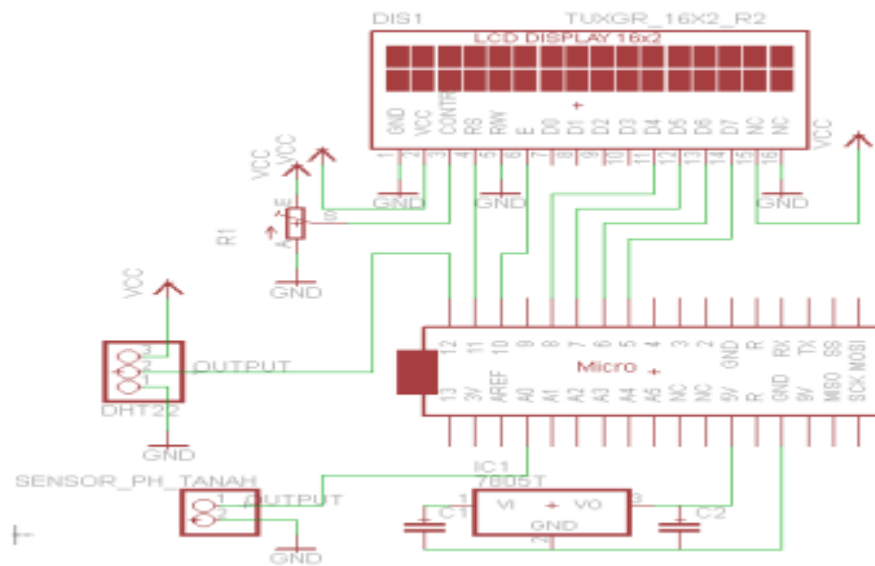 DIS1 TUXGR_16X2_R2
LCD DISPLAY 16x2
GND VCC CONTR RS R/W E D0 D1 D2 D3 D4 D5 D6 D7 NC NC
1 2 3 4 5 6 7 8 9 10 11 12 13 14 15 16
VCC VCC VCC
GND GND GND
E
S
A
R1
GND
VCC
3
2 OUTPUT
1
DHT22
GND
12 11 10 9 8 7 6 5 4 3 2 GND R RX TX SS MOSI
Micro
13 3V AREF A0 A1 A2 A3 A4 A5 NC NC 5V R GND 9V MISO SCK
SENSOR_PH_TANAH
1 OUTPUT
2
GND
IC1
7805T
1 VI VO 3
GND
2
C1 C2